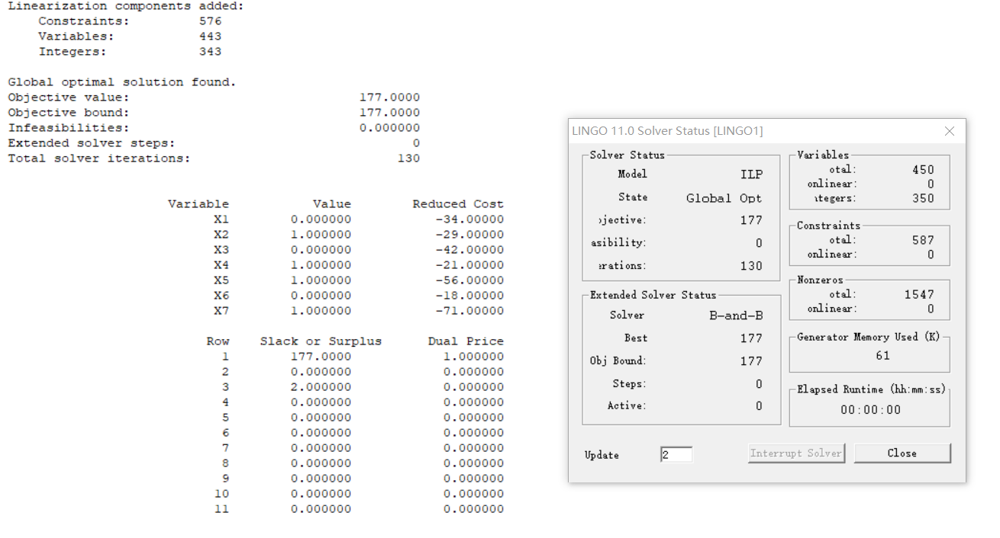 Linearization components added:
Constraints: 576
Variables: 443
Integers: 343
Global optimal solution found.
Objective value: 177.0000
Objective bound: 177.0000
Infeasibilities: 0.000000
Extended solver steps: 0
Total solver iterations: 130
Variable Value Reduced Cost
X1 0.000000 -34.00000
X2 1.000000 -29.00000
X3 0.000000 -42.00000
X4 1.000000 -21.00000
X5 1.000000 -56.00000
X6 0.000000 -18.00000
X7 1.000000 -71.00000
Row Slack or Surplus Dual Price
1 177.0000 1.000000
2 0.000000 0.000000
3 2.000000 0.000000
4 0.000000 0.000000
5 0.000000 0.000000
6 0.000000 0.000000
7 0.000000 0.000000
8 0.000000 0.000000
9 0.000000 0.000000
10 0.000000 0.000000
11 0.000000 0.000000
LINGO 11.0 Solver Status [LINGO1]
Solver Status
Model ILP
State Global Opt
jective: 177
asibility: 0
erations: 130
Extended Solver Status
Solver B-and-B
Best 177
Obj Bound: 177
Steps: 0
Active: 0
Variables
otal: 450
onlinear: 0
tegers: 350
Constraints
otal: 587
onlinear: 0
Nonzeros
otal: 1547
onlinear: 0
Generator Memory Used (K)
61
Elapsed Runtime (hh:mm:ss)
00:00:00
Update 2
Interrupt Solver
Close